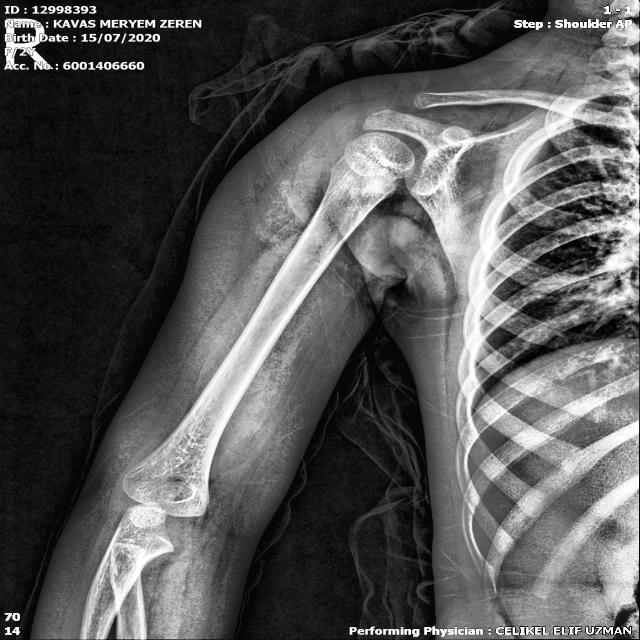 ID : 12998393
1 - 1
Name : KAVAS MERYEM ZEREN
Step : Shoulder AP
Birth Date : 15/07/2020
R
Acc. No : 6001406660
70
14
Performing Physician : CELIKEL ELIF UZMAN